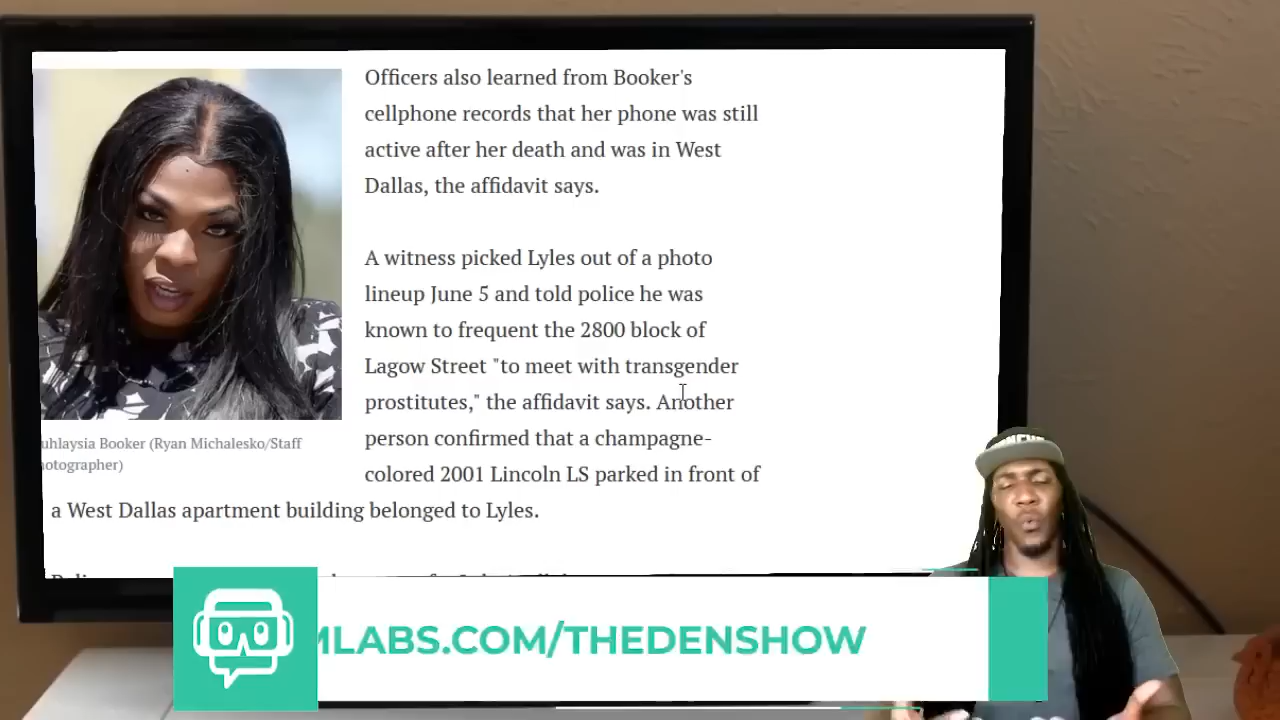 Officers also learned from Booker's
cellphone records that her phone was still
active after her death and was in West
Dallas, the affidavit says.
A witness picked Lyles out of a photo
lineup June 5 and told police he was
known to frequent the 2800 block of
Lagow Street "to meet with transgender
prostitutes," the affidavit says. Another
person confirmed that a champagne-
colored 2001 Lincoln LS parked in front of
a West Dallas apartment building belonged to Lyles.
uhlaysia Booker (Ryan Michalesko/Staff
otographer)
MLABS.COM/THEDENSHOW